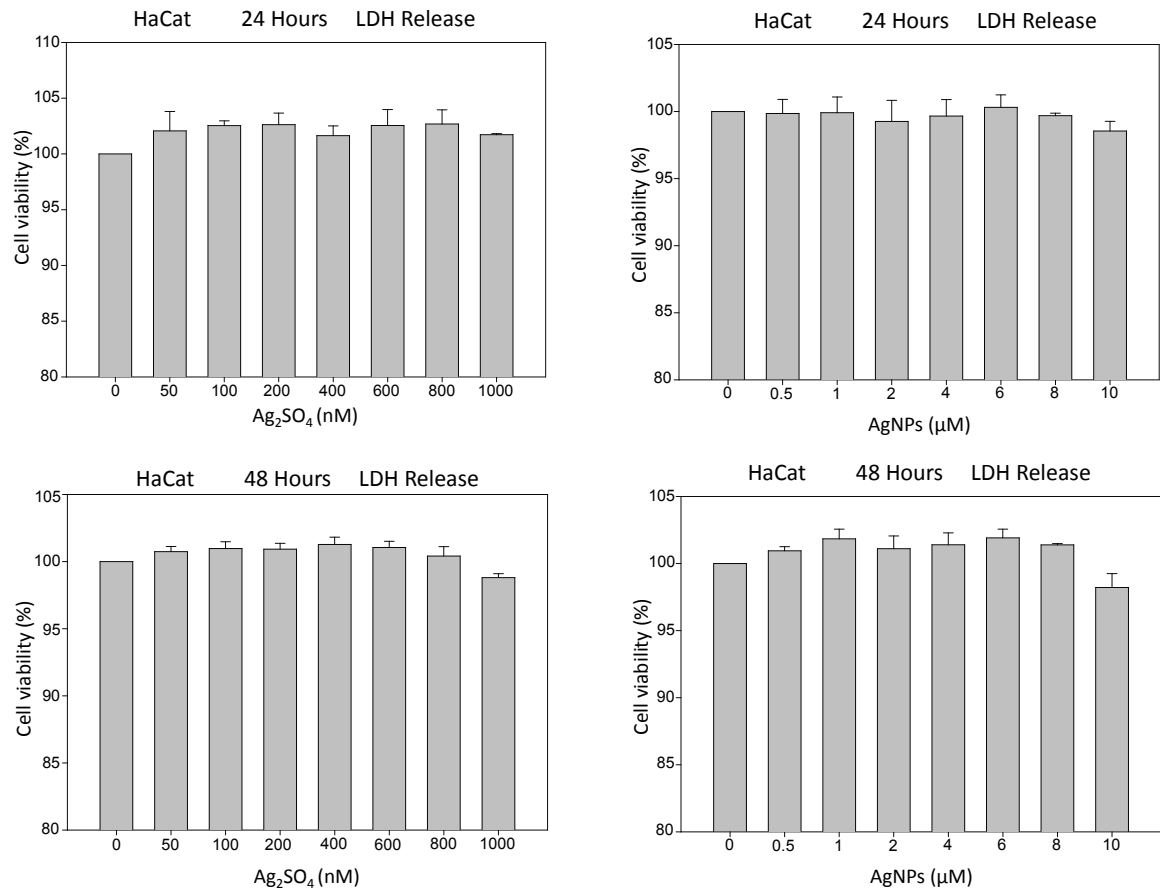 HaCat 24 Hours LDH Release
Cell viability (%)
110
105
100
95
90
85
80
0 50 100 200 400 600 800 1000
Ag₂SO₄ (nM)
HaCat 24 Hours LDH Release
Cell viability (%)
105
100
95
90
85
80
0 0.5 1 2 4 6 8 10
AgNPs (µM)
HaCat 48 Hours LDH Release
Cell viability (%)
105
100
95
90
85
80
0 50 100 200 400 600 800 1000
Ag₂SO₄ (nM)
HaCat 48 Hours LDH Release
Cell viability (%)
105
100
95
90
85
80
0 0.5 1 2 4 6 8 10
AgNPs (µM)